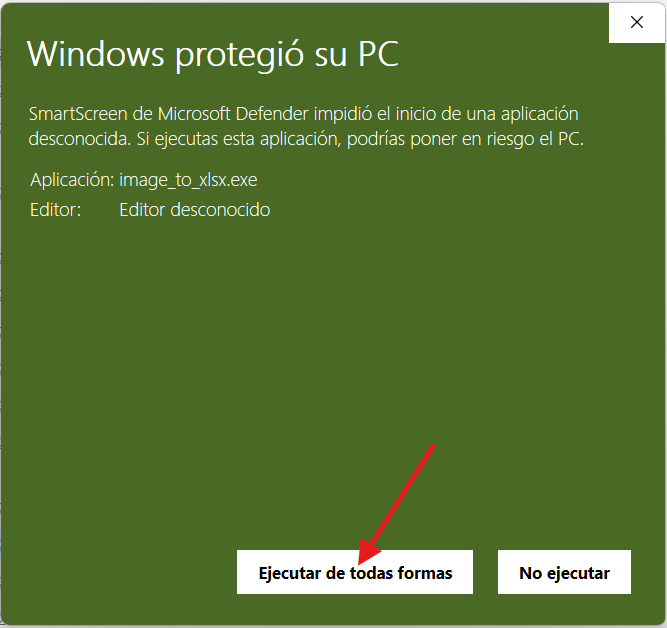 Windows protegió su PC
SmartScreen de Microsoft Defender impidió el inicio de una aplicación
desconocida. Si ejecutas esta aplicación, podrías poner en riesgo el PC.
Aplicación: image_to_xlsx.exe
Editor: Editor desconocido
Ejecutar de todas formas No ejecutar